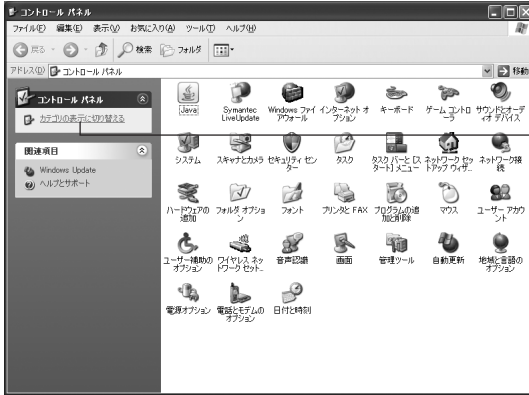 コントロール パネル
ファイル(F) 編集(E) 表示(V) お気に入り(A) ツール(T) ヘルプ(H)
戻る 検索 フォルダ
アドレス(D) コントロール パネル 移動
コントロール パネル
カテゴリの表示に切り替える
関連項目
Windows Update
ヘルプとサポート
Java
Symantec
LiveUpdate
Windows ファイ
アウォール
インターネット オ
プション
キーボード
ゲーム コントロ
ーラ
サウンドとオーデ
ィオ デバイス
システム
スキャナとカメラ
セキュリティ セン
ター
タスク
タスク バーと [ス
タート] メニュー
ネットワーク セッ
トアップ ウィザ...
ネットワーク接
続
ハードウェアの
追加
フォルダ オプショ
ン
フォント
プリンタと FAX
プログラムの追
加と削除
マウス
ユーザー アカウ
ント
ユーザー補助の
オプション
ワイヤレス ネッ
トワーク セット...
音声認識
画面
管理ツール
自動更新
地域と言語の
オプション
電源オプション
電話とモデムの
オプション
日付と時刻